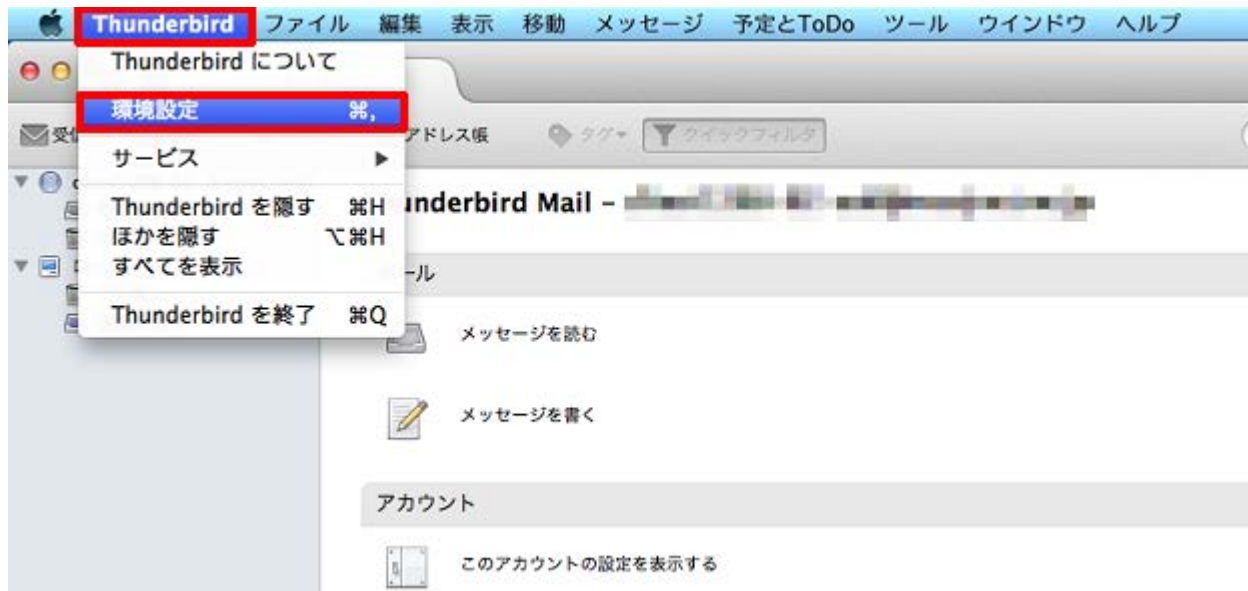 Thunderbird ファイル 編集 表示 移動 メッセージ 予定とToDo ツール ウインドウ ヘルプ
Thunderbird について
環境設定 ⌘,
サービス ▶
Thunderbird を隠す ⌘H
ほかを隠す ⌥⌘H
すべてを表示
Thunderbird を終了 ⌘Q
受信
アドレス帳 タグ クイックフィルタ
underbird Mail –
ール
メッセージを読む
メッセージを書く
アカウント
このアカウントの設定を表示する